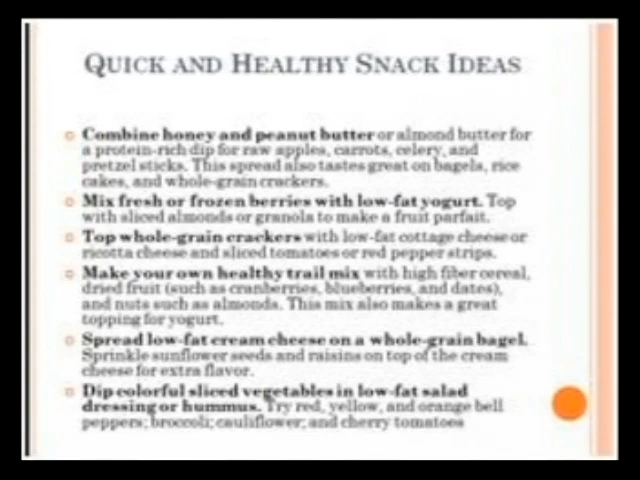 QUICK AND HEALTHY SNACK IDEAS
Combine honey and peanut butter or almond butter for
a protein-rich dip for raw apples, carrots, celery, and
pretzel sticks. This spread also tastes great on bagels, rice
cakes, and whole-grain crackers.
Mix fresh or frozen berries with low-fat yogurt. Top
with sliced almonds or granola to make a fruit parfait.
Top whole-grain crackers with low-fat cottage cheese or
ricotta cheese and sliced tomatoes or red pepper strips.
Make your own healthy trail mix with high fiber cereal,
dried fruit (such as cranberries, blueberries, and dates),
and nuts such as almonds. This mix also makes a great
topping for yogurt.
Spread low-fat cream cheese on a whole-grain bagel.
Sprinkle sunflower seeds and raisins on top of the cream
cheese for extra flavor.
Dip colorful sliced vegetables in low-fat salad
dressing or hummus. Try red, yellow, and orange bell
peppers; broccoli; cauliflower; and cherry tomatoes